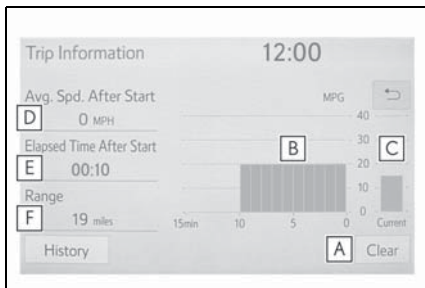 Trip Information
12:00
Avg. Spd. After Start
MPG
D
0 MPH
40
Elapsed Time After Start
30
B
C
E
00:10
20
Range
10
F
19 miles
0
15min 10 5 0 Current
History
A
Clear